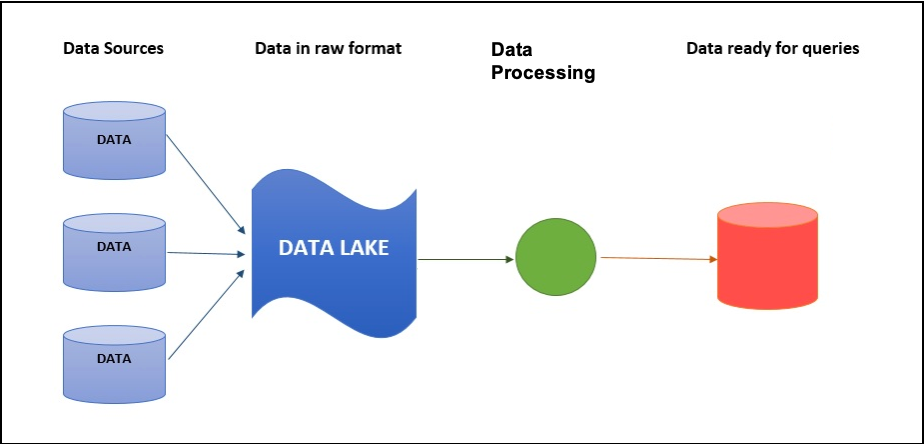 Data Sources
Data in raw format
Data
Processing
Data ready for queries
DATA
DATA
DATA LAKE
DATA